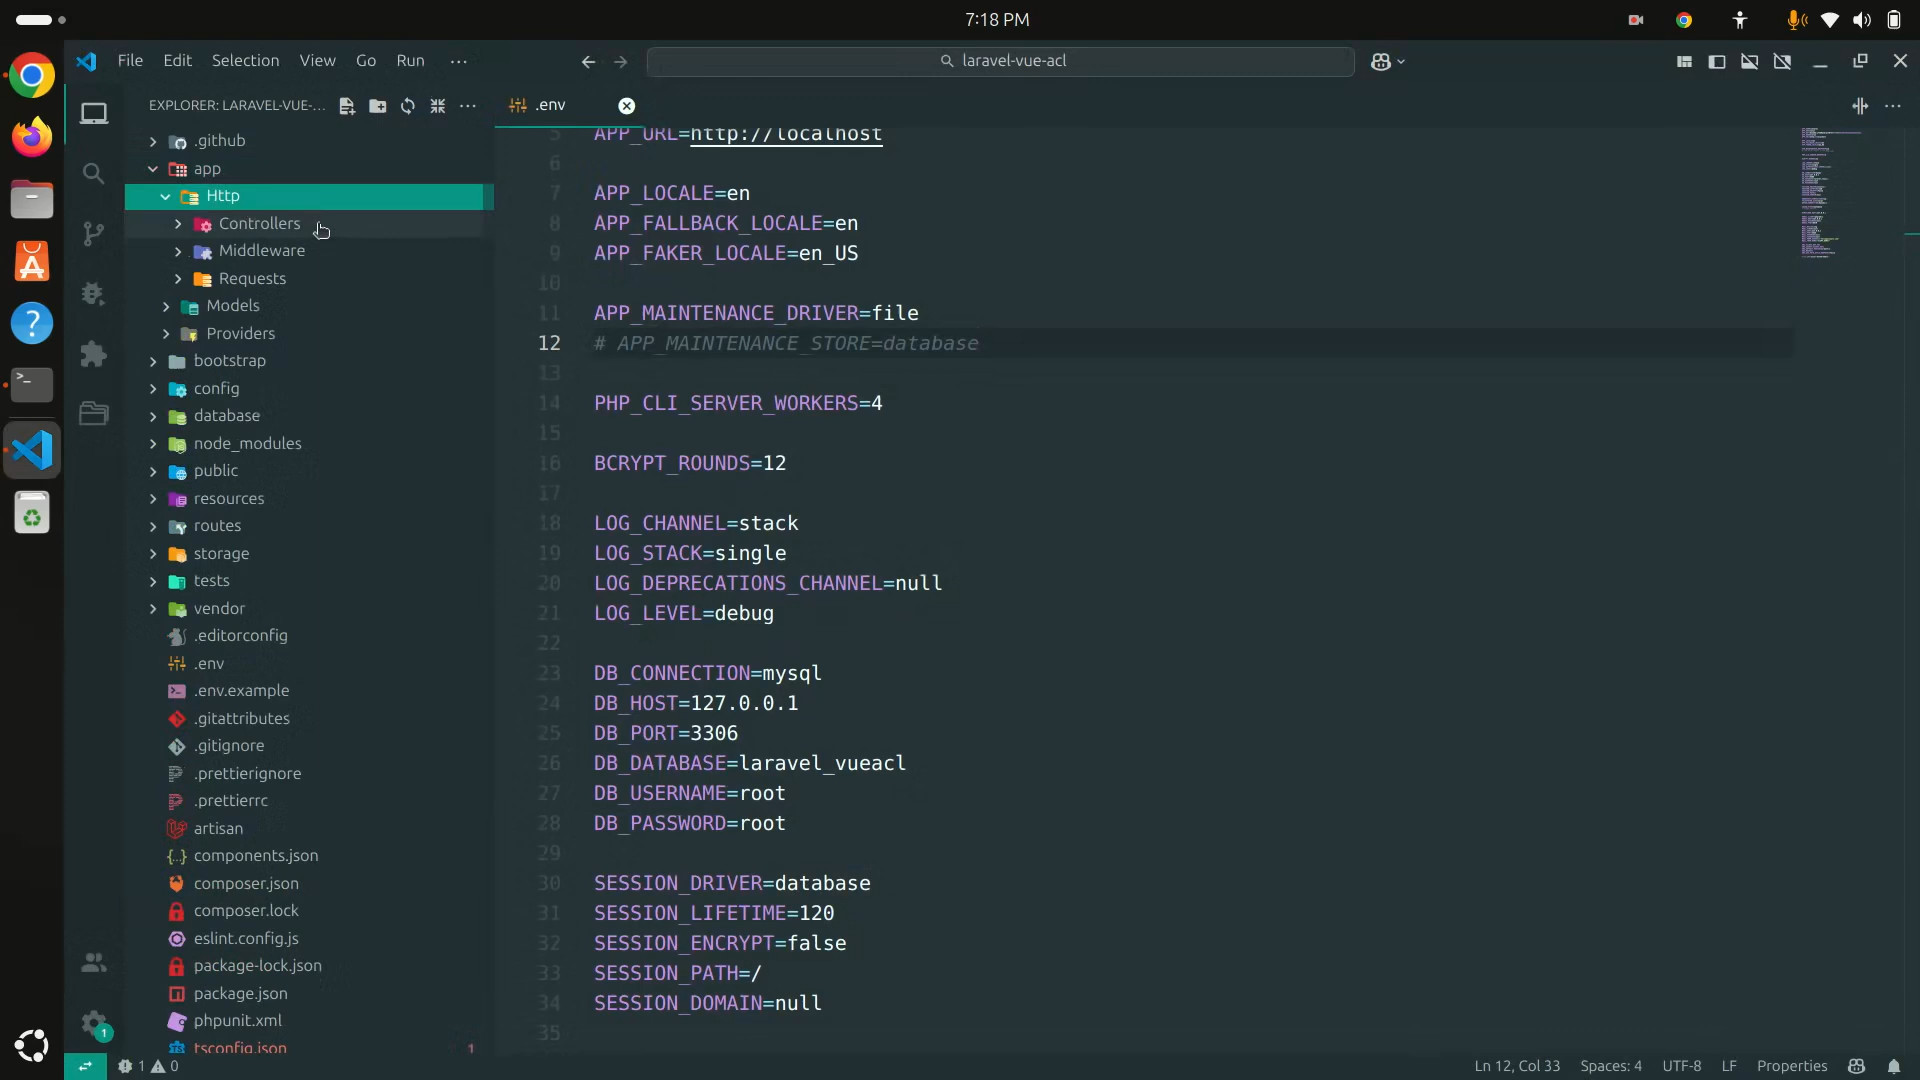 7:18 PM
File Edit Selection View Go Run ···
laravel-vue-acl
EXPLORER: LARAVEL-VUE-...
.github
app
Http
Controllers
Middleware
Requests
Models
Providers
bootstrap
config
database
node_modules
public
resources
routes
storage
tests
vendor
.editorconfig
.env
.env.example
.gitattributes
.gitignore
.prettierignore
.prettierrc
artisan
components.json
composer.json
composer.lock
eslint.config.js
package-lock.json
package.json
phpunit.xml
tsconfig.json 1
.env
5 APP_URL=http://localhost
6
7 APP_LOCALE=en
8 APP_FALLBACK_LOCALE=en
9 APP_FAKER_LOCALE=en_US
10
11 APP_MAINTENANCE_DRIVER=file
12 # APP_MAINTENANCE_STORE=database
13
14 PHP_CLI_SERVER_WORKERS=4
15
16 BCRYPT_ROUNDS=12
17
18 LOG_CHANNEL=stack
19 LOG_STACK=single
20 LOG_DEPRECATIONS_CHANNEL=null
21 LOG_LEVEL=debug
22
23 DB_CONNECTION=mysql
24 DB_HOST=127.0.0.1
25 DB_PORT=3306
26 DB_DATABASE=laravel_vueacl
27 DB_USERNAME=root
28 DB_PASSWORD=root
29
30 SESSION_DRIVER=database
31 SESSION_LIFETIME=120
32 SESSION_ENCRYPT=false
33 SESSION_PATH=/
34 SESSION_DOMAIN=null
35
1
1 0
Ln 12, Col 33 Spaces: 4 UTF-8 LF Properties